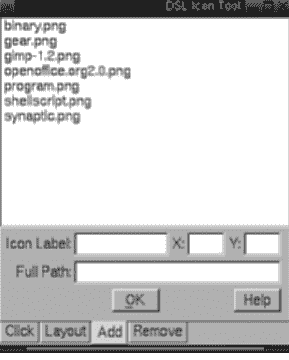 DSL Icon Tool
binary.png
gear.png
gimp-1.2.png
openoffice.org2.0.png
program.png
shellscript.png
synaptic.png
Icon Label: X: Y:
Full Path:
OK Help
Click Layout Add Remove